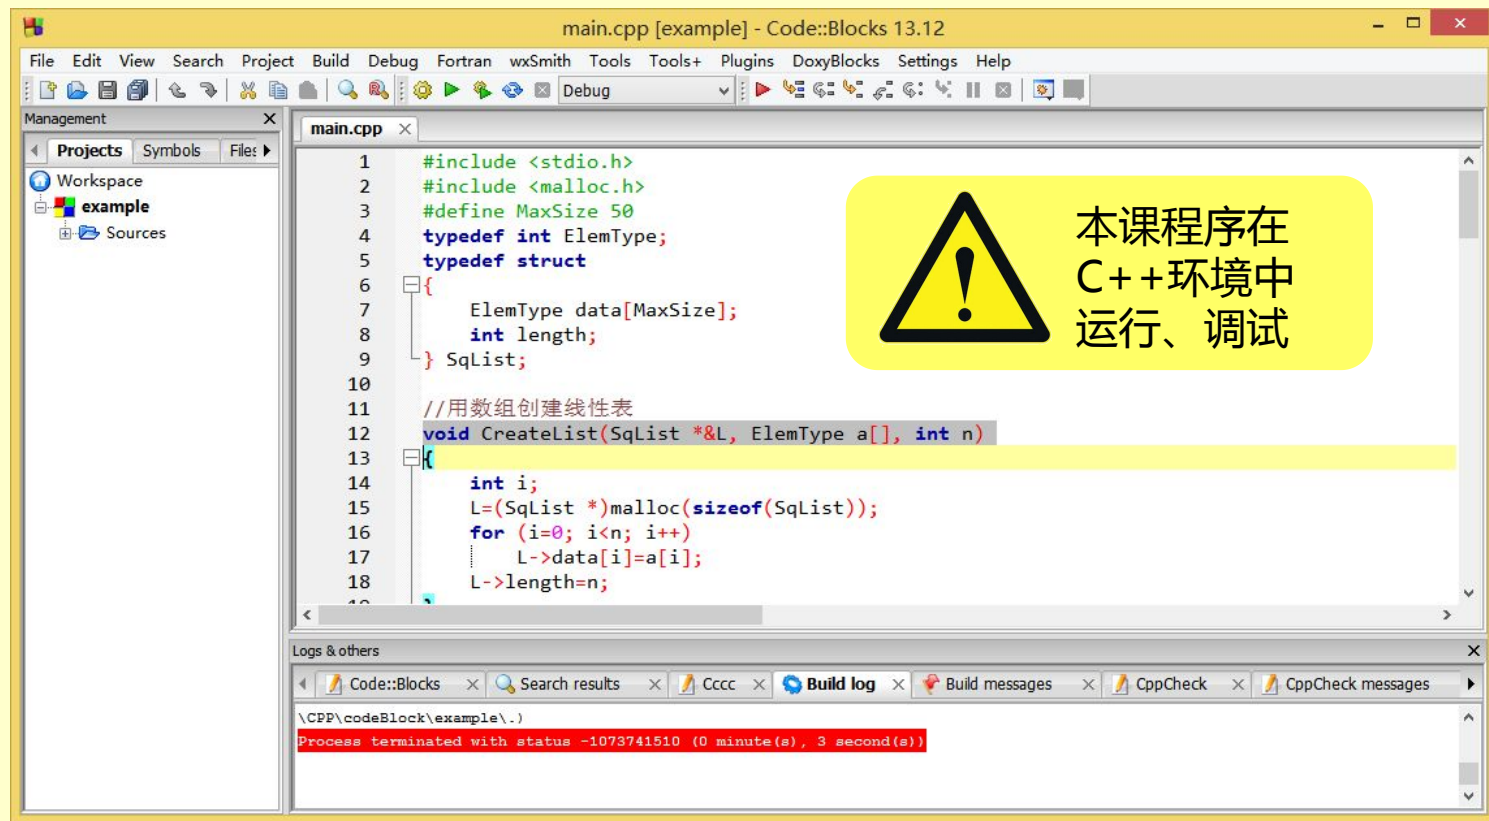 main.cpp [example] - Code::Blocks 13.12
File Edit View Search Project Build Debug Fortran wxSmith Tools Tools+ Plugins DoxyBlocks Settings Help
Debug
Management
Projects Symbols Files
Workspace
example
Sources
main.cpp
1 #include <stdio.h>
2 #include <malloc.h>
3 #define MaxSize 50
4 typedef int ElemType;
5 typedef struct
6 {
7 ElemType data[MaxSize];
8 int length;
9 } SqList;
10
11 //用数组创建线性表
12 void CreateList(SqList *&L, ElemType a[], int n)
13 {
14 int i;
15 L=(SqList *)malloc(sizeof(SqList));
16 for (i=0; i<n; i++)
17 L->data[i]=a[i];
18 L->length=n;
本课程序在
C++环境中
运行、调试
Logs & others
Code::Blocks Search results Cccc Build log Build messages CppCheck CppCheck messages
\CPP\codeBlock\example\.)
Process terminated with status -1073741510 (0 minute(s), 3 second(s))